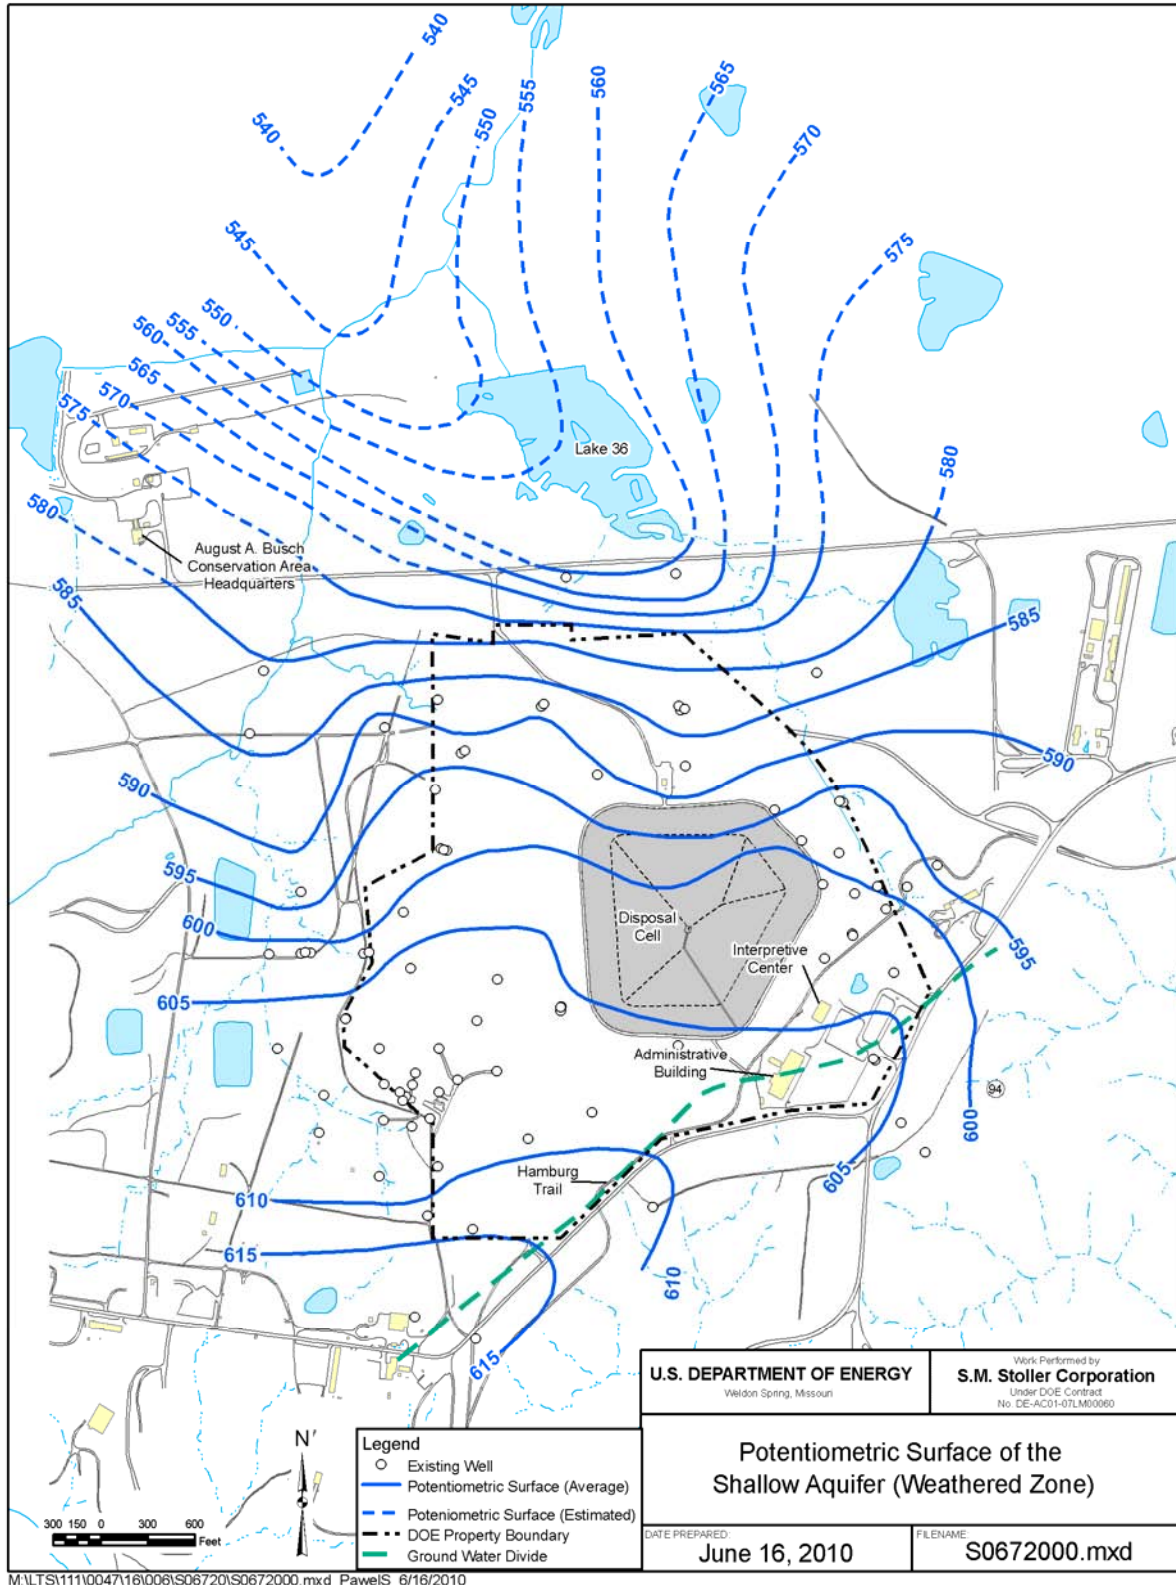 540
540
545
550
555
560
565
570
575
545
550
555
560
565
570
575
580
580
585
585
590
590
595
595
600
600
605
605
610
610
615
615
Lake 36
August A. Busch
Conservation Area
Headquarters
Disposal
Cell
Interpretive
Center
Administrative
Building
94
Hamburg
Trail
N
300 150 0 300 600
Feet
Legend
Existing Well
Potentiometric Surface (Average)
Poteniometric Surface (Estimated)
DOE Property Boundary
Ground Water Divide
U.S. DEPARTMENT OF ENERGY
Weldon Spring, Missouri
Work Performed by
S.M. Stoller Corporation
Under DOE Contract
No. DE-AC01-07LM00060
Potentiometric Surface of the
Shallow Aquifer (Weathered Zone)
DATE PREPARED:
June 16, 2010
FILENAME:
S0672000.mxd
M:\LTS\111\0047\16\006\S06720\S0672000.mxd PawelS 6/16/2010